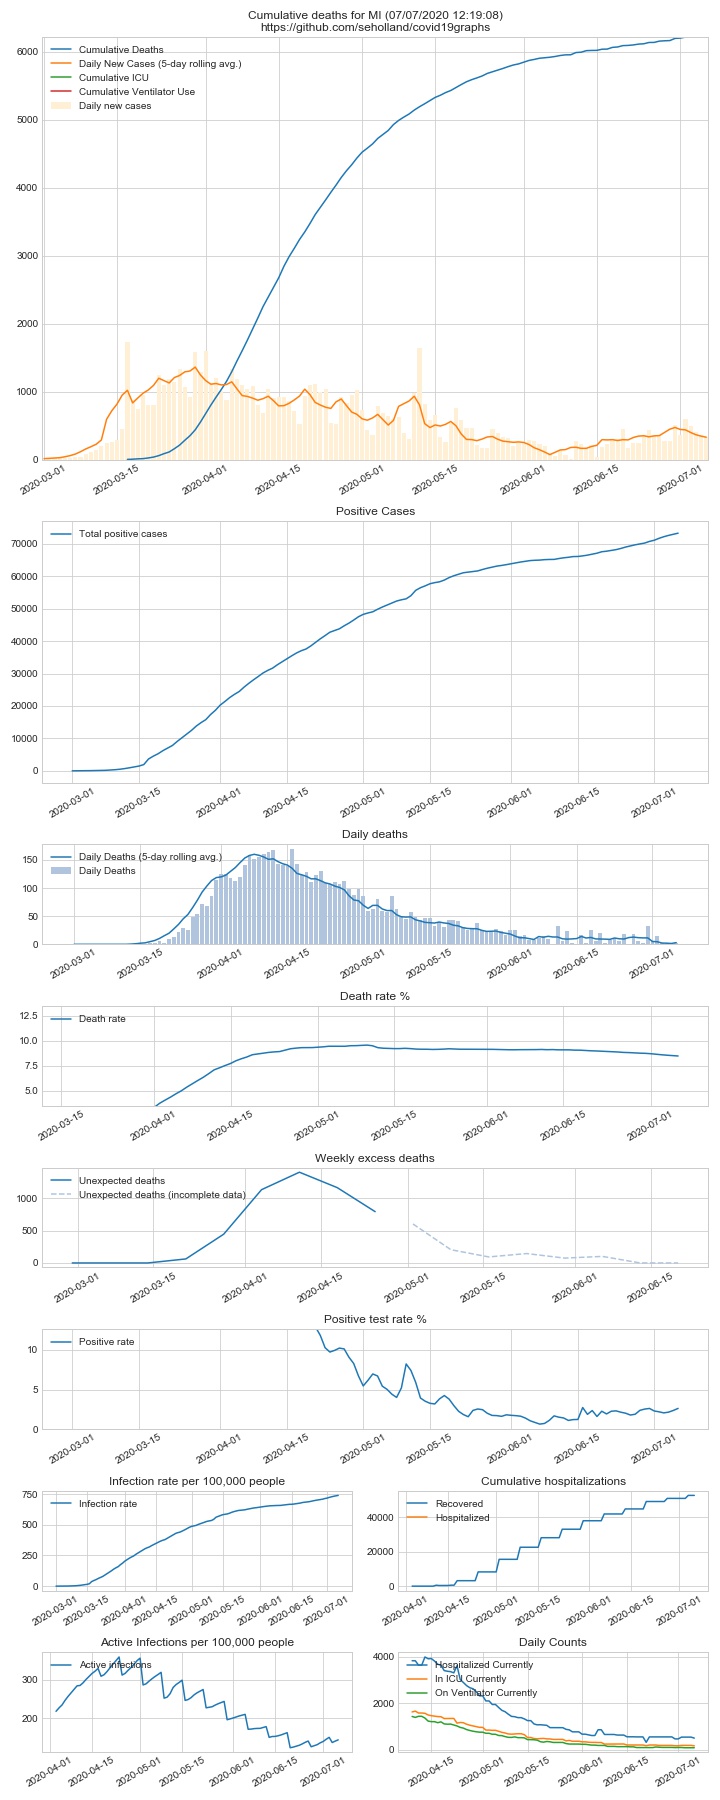 Cumulative deaths for MI (07/07/2020 12:19:08)
https://github.com/seholland/covid19graphs
Cumulative Deaths
Daily New Cases (5-day rolling avg.)
Cumulative ICU
Cumulative Ventilator Use
Daily new cases
6000
5000
4000
3000
2000
1000
0
2020-03-01 2020-03-15 2020-04-01 2020-04-15 2020-05-01 2020-05-15 2020-06-01 2020-06-15 2020-07-01
Positive Cases
Total positive cases
70000
60000
50000
40000
30000
20000
10000
0
2020-03-01 2020-03-15 2020-04-01 2020-04-15 2020-05-01 2020-05-15 2020-06-01 2020-06-15 2020-07-01
Daily deaths
Daily Deaths (5-day rolling avg.)
Daily Deaths
150
100
50
0
2020-03-01 2020-03-15 2020-04-01 2020-04-15 2020-05-01 2020-05-15 2020-06-01 2020-06-15 2020-07-01
Death rate %
Death rate
12.5
10.0
7.5
5.0
2020-03-15 2020-04-01 2020-04-15 2020-05-01 2020-05-15 2020-06-01 2020-06-15 2020-07-01
Weekly excess deaths
Unexpected deaths
Unexpected deaths (incomplete data)
1000
500
0
2020-03-01 2020-03-15 2020-04-01 2020-04-15 2020-05-01 2020-05-15 2020-06-01 2020-06-15
Positive test rate %
Positive rate
10
5
0
2020-03-01 2020-03-15 2020-04-01 2020-04-15 2020-05-01 2020-05-15 2020-06-01 2020-06-15 2020-07-01
Infection rate per 100,000 people
Infection rate
750
500
250
0
2020-03-01 2020-03-15 2020-04-01 2020-04-15 2020-05-01 2020-05-15 2020-06-01 2020-06-15 2020-07-01
Cumulative hospitalizations
Recovered
Hospitalized
40000
20000
0
2020-04-01 2020-04-15 2020-05-01 2020-05-15 2020-06-01 2020-06-15 2020-07-01
Active Infections per 100,000 people
Active infections
300
200
2020-04-01 2020-04-15 2020-05-01 2020-05-15 2020-06-01 2020-06-15 2020-07-01
Daily Counts
Hospitalized Currently
In ICU Currently
On Ventilator Currently
4000
2000
0
2020-04-15 2020-05-01 2020-05-15 2020-06-01 2020-06-15 2020-07-01